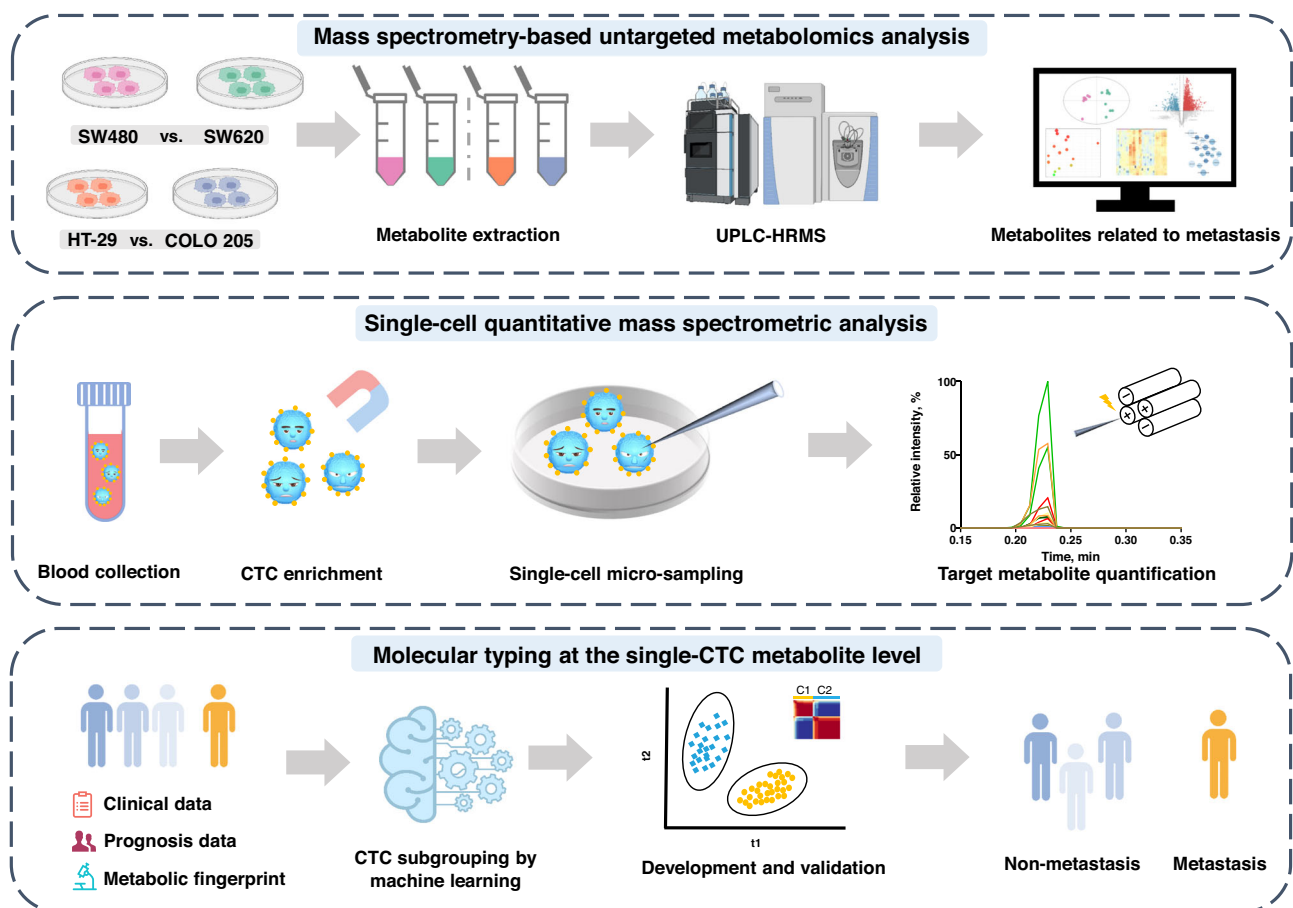 Mass spectrometry-based untargeted metabolomics analysis
SW480 vs. SW620
HT-29 vs. COLO 205
Metabolite extraction
UPLC-HRMS
Metabolites related to metastasis
Single-cell quantitative mass spectrometric analysis
Blood collection
CTC enrichment
Single-cell micro-sampling
Relative intensity, %
100
50
0
0.15 0.20 0.25 0.30 0.35
Time, min
Target metabolite quantification
Molecular typing at the single-CTC metabolite level
Clinical data
Prognosis data
Metabolic fingerprint
CTC subgrouping by
machine learning
C1 C2
t2
t1
Development and validation
Non-metastasis
Metastasis